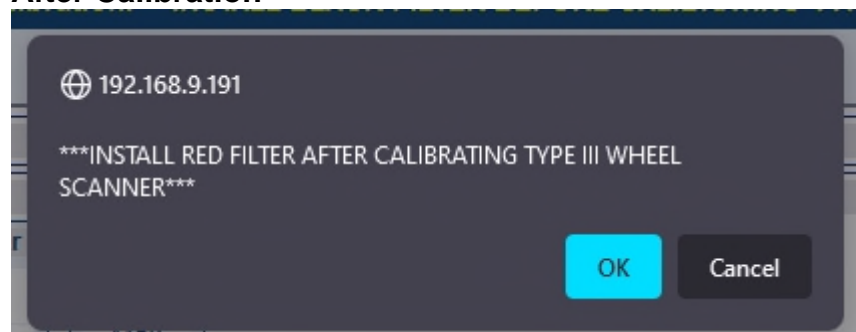 After Calibration
192.168.9.191
***INSTALL RED FILTER AFTER CALIBRATING TYPE III WHEEL
SCANNER***
r
OK Cancel